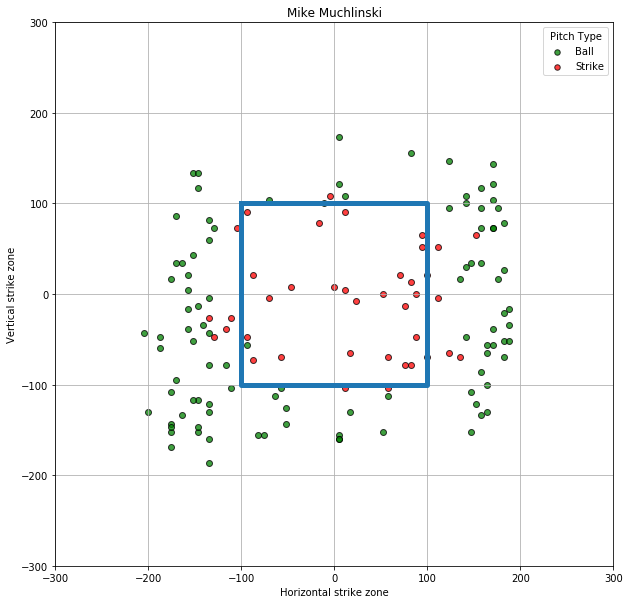 Mike Muchlinski
Pitch Type
Ball
Strike
Vertical strike zone
300
200
100
0
−100
−200
−300
−300
−200
−100
0
100
200
300
Horizontal strike zone